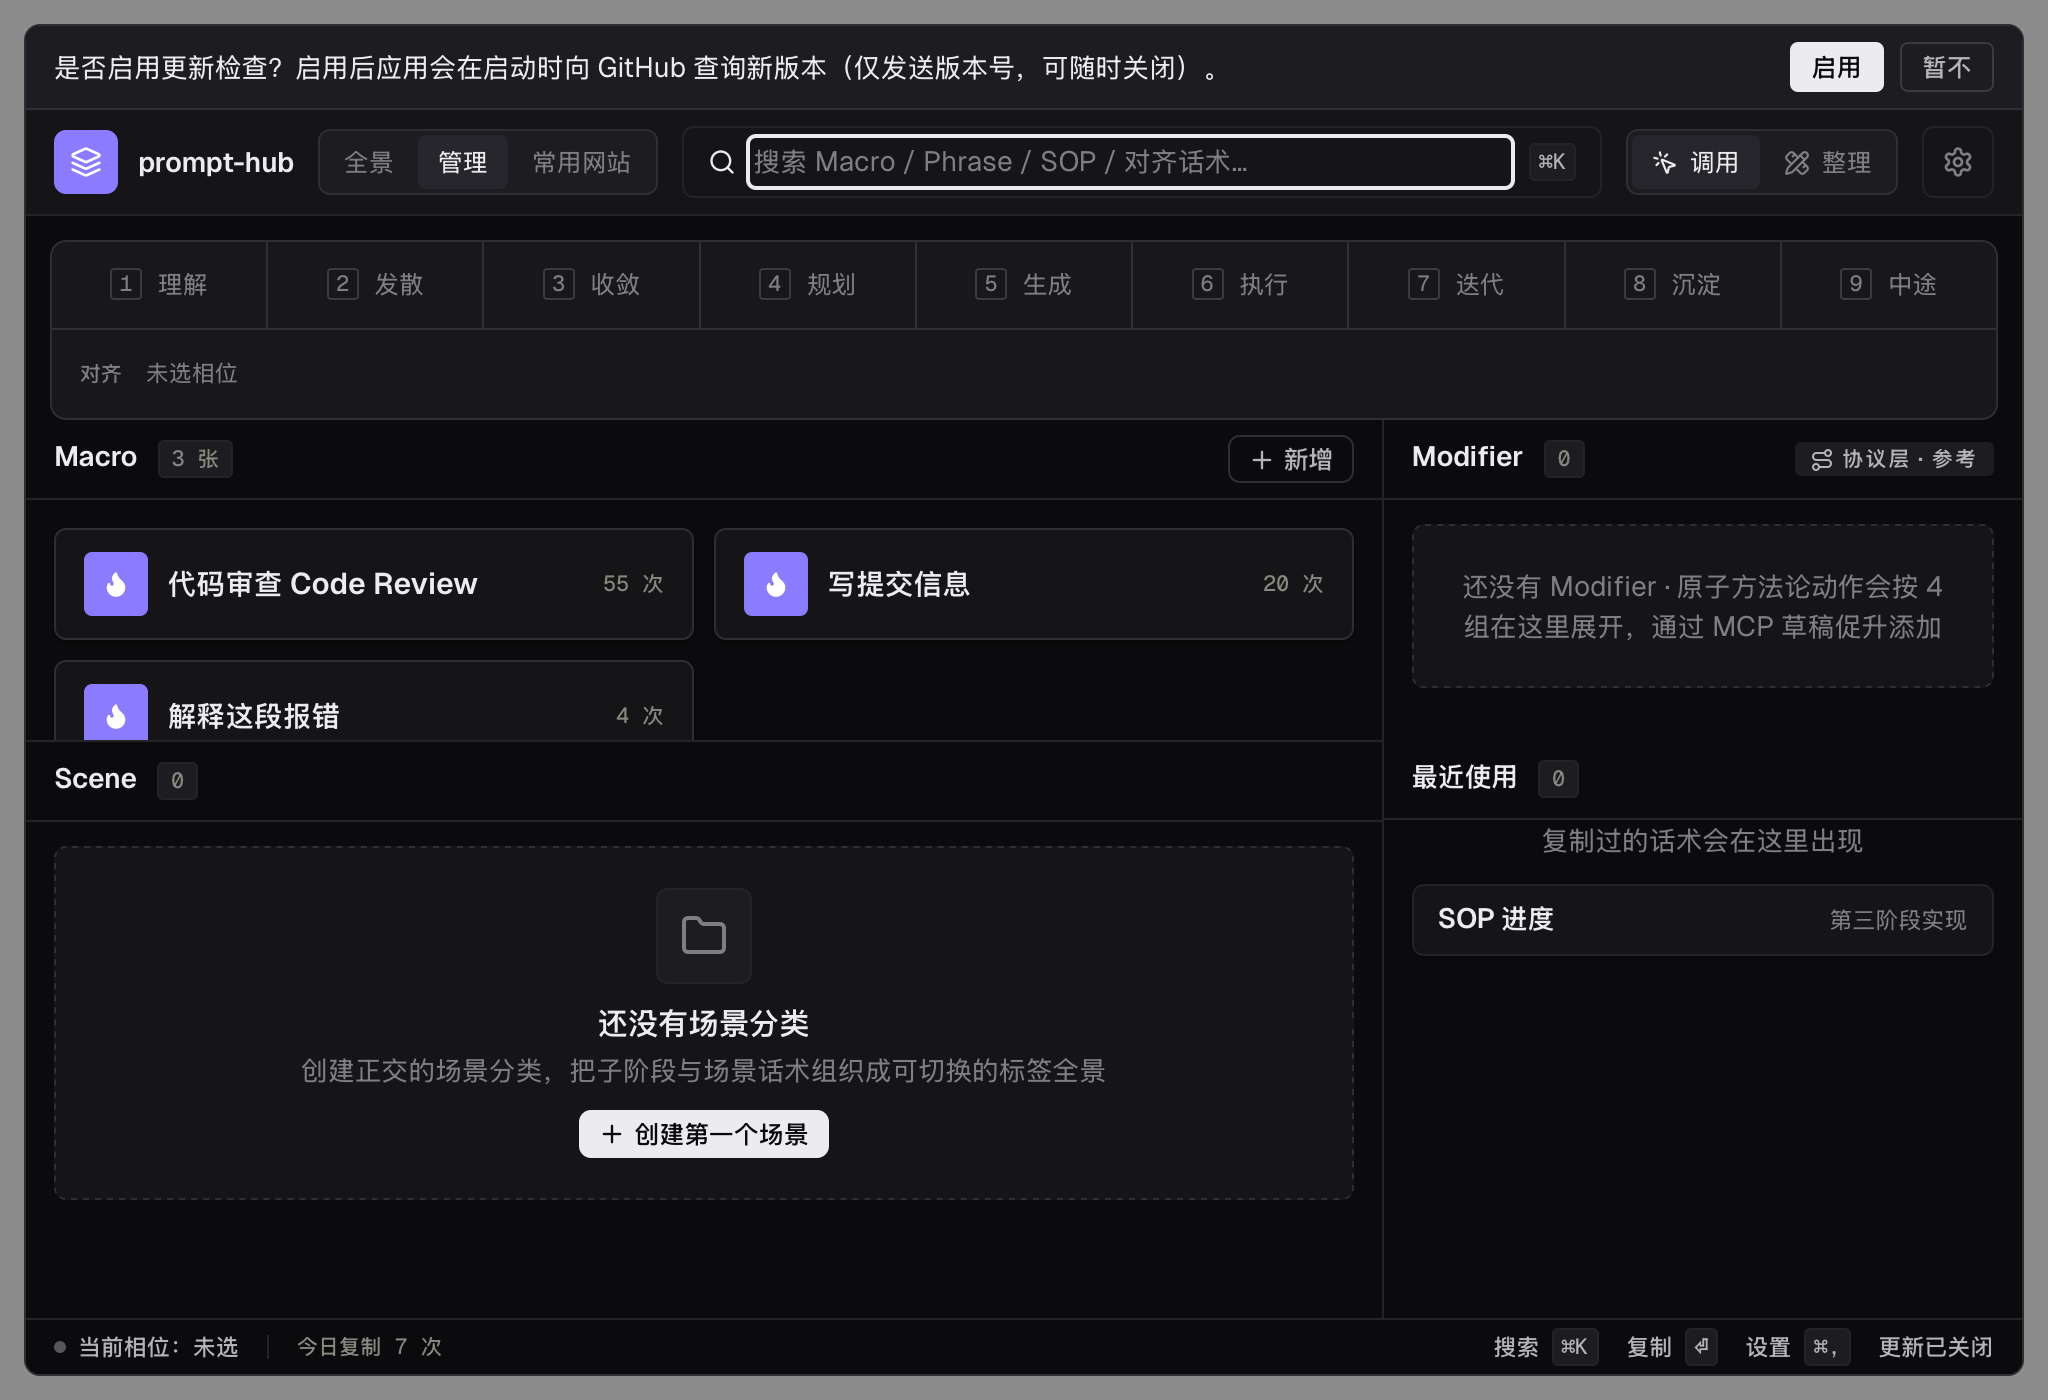 是否启用更新检查？启用后应用会在启动时向 GitHub 查询新版本（仅发送版本号，可随时关闭）。
启用
暂不
prompt-hub
全景
管理
常用网站
搜索 Macro / Phrase / SOP / 对齐话术…
⌘K
调用
整理
1 理解
2 发散
3 收敛
4 规划
5 生成
6 执行
7 迭代
8 沉淀
9 中途
对齐 未选相位
Macro 3 张
+ 新增
Modifier 0
协议层 · 参考
代码审查 Code Review 55 次
写提交信息 20 次
还没有 Modifier · 原子方法论动作会按 4
组在这里展开，通过 MCP 草稿促升添加
解释这段报错 4 次
Scene 0
最近使用 0
复制过的话术会在这里出现
SOP 进度 第三阶段实现
还没有场景分类
创建正交的场景分类，把子阶段与场景话术组织成可切换的标签全景
+ 创建第一个场景
当前相位：未选
今日复制 7 次
搜索 ⌘K
复制 ⏎
设置 ⌘,
更新已关闭